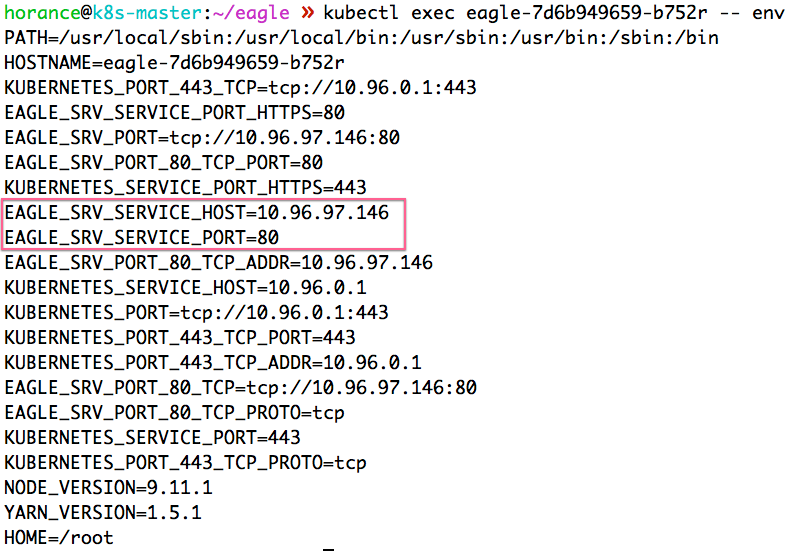 horance@k8s-master:~/eagle » kubectl exec eagle-7d6b949659-b752r -- env
PATH=/usr/local/sbin:/usr/local/bin:/usr/sbin:/usr/bin:/sbin:/bin
HOSTNAME=eagle-7d6b949659-b752r
KUBERNETES_PORT_443_TCP=tcp://10.96.0.1:443
EAGLE_SRV_SERVICE_PORT_HTTPS=80
EAGLE_SRV_PORT=tcp://10.96.97.146:80
EAGLE_SRV_PORT_80_TCP_PORT=80
KUBERNETES_SERVICE_PORT_HTTPS=443
EAGLE_SRV_SERVICE_HOST=10.96.97.146
EAGLE_SRV_SERVICE_PORT=80
EAGLE_SRV_PORT_80_TCP_ADDR=10.96.97.146
KUBERNETES_SERVICE_HOST=10.96.0.1
KUBERNETES_PORT=tcp://10.96.0.1:443
KUBERNETES_PORT_443_TCP_PORT=443
KUBERNETES_PORT_443_TCP_ADDR=10.96.0.1
EAGLE_SRV_PORT_80_TCP=tcp://10.96.97.146:80
EAGLE_SRV_PORT_80_TCP_PROTO=tcp
KUBERNETES_SERVICE_PORT=443
KUBERNETES_PORT_443_TCP_PROTO=tcp
NODE_VERSION=9.11.1
YARN_VERSION=1.5.1
HOME=/root